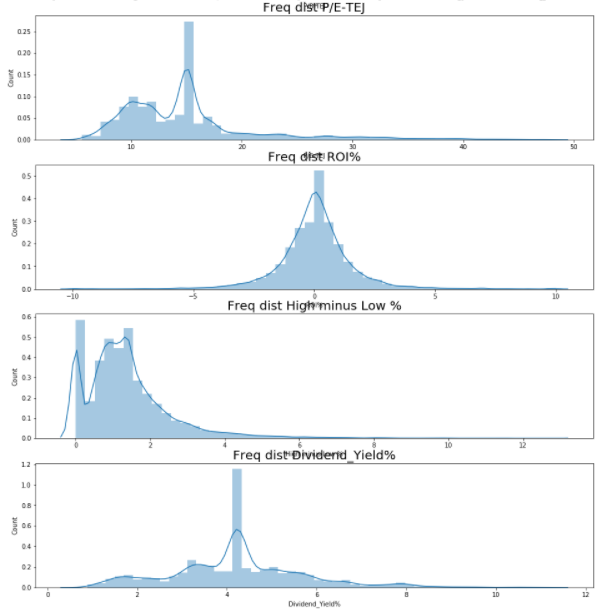 Freq dist P/E-TEJ
0.25
0.20
0.15
0.10
0.05
0.00
Count
10 20 30 40 50
Freq dist ROI%
0.5
0.4
0.3
0.2
0.1
0.0
Count
−10 −5 0 5 10
Freq dist High minus Low %
0.6
0.5
0.4
0.3
0.2
0.1
0.0
Count
0 2 4 6 8 10 12
Freq dist Dividend_Yield%
1.2
1.0
0.8
0.6
0.4
0.2
0.0
Count
0 2 4 6 8 10 12
Dividend_Yield%